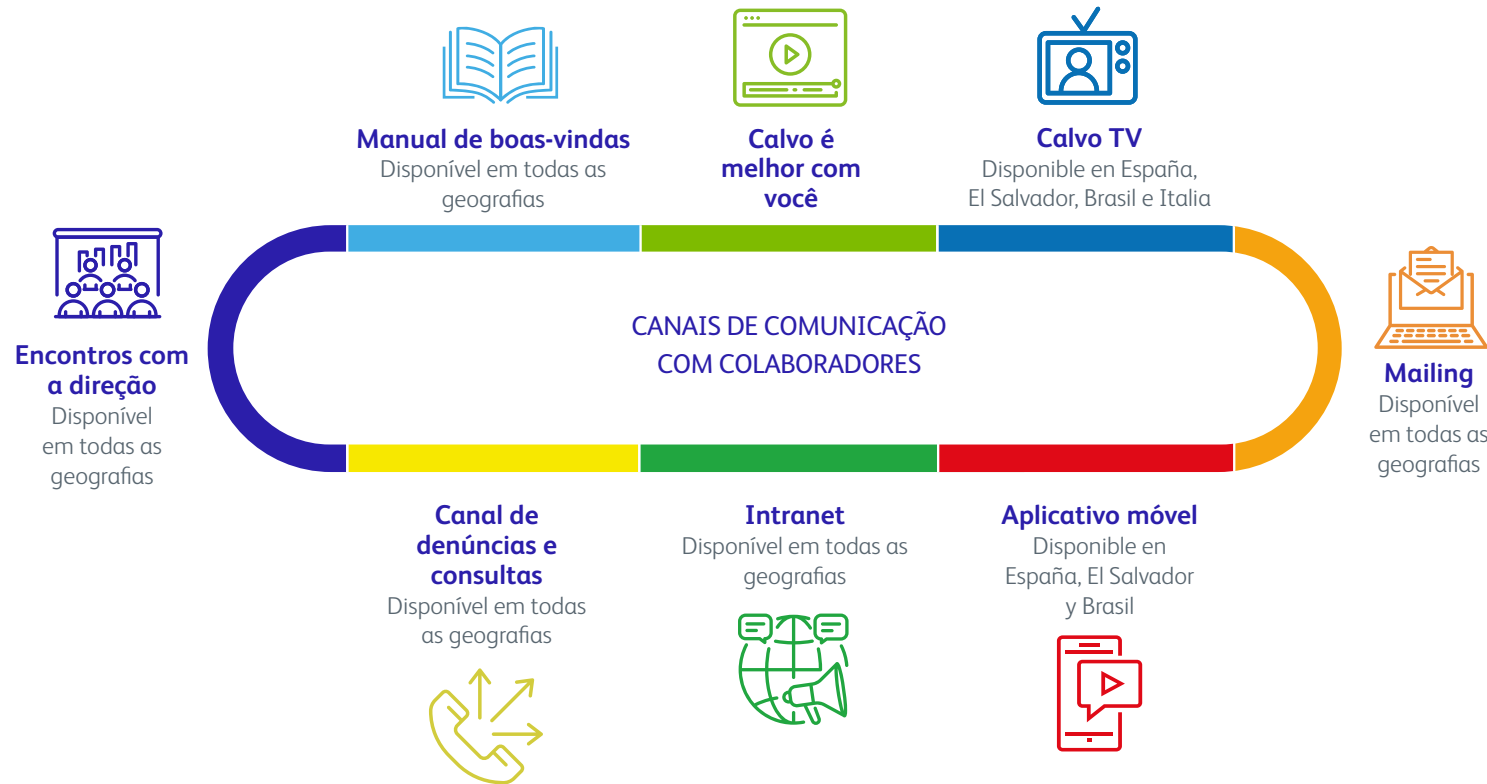 Manual de boas-vindas
Disponível em todas as
geografias
Calvo é
melhor com
você
Calvo TV
Disponible en España,
El Salvador, Brasil e Italia
Encontros com
a direção
Disponível
em todas as
geografias
CANAIS DE COMUNICAÇÃO
COM COLABORADORES
Mailing
Disponível
em todas as
geografias
Canal de
denúncias e
consultas
Disponível em todas
as geografias
Intranet
Disponível em todas as
geografias
Aplicativo móvel
Disponible en
España, El Salvador
y Brasil